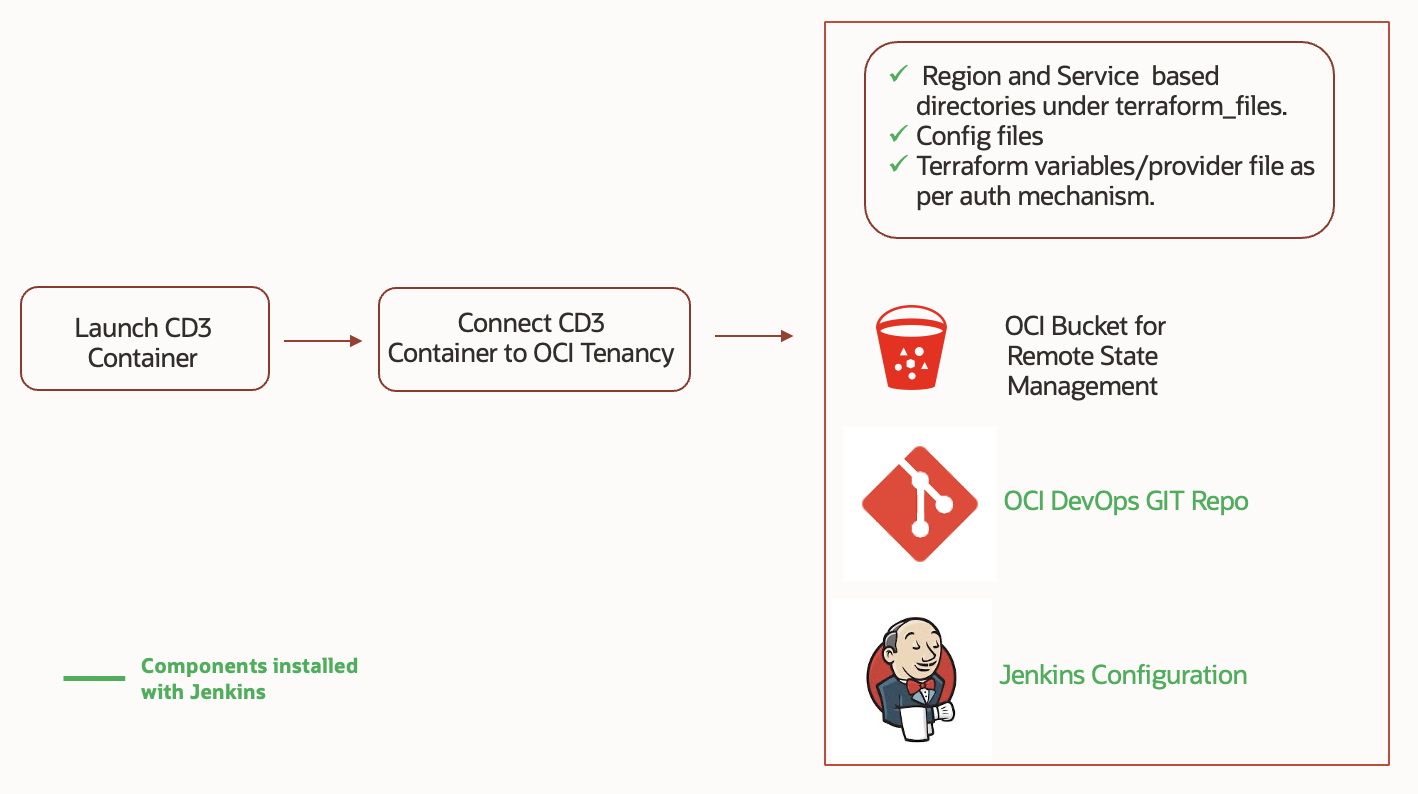 Launch CD3
Container
Connect CD3
Container to OCI Tenancy
Region and Service based
directories under terraform_files.
Config files
Terraform variables/provider file as
per auth mechanism.
OCI Bucket for
Remote State
Management
OCI DevOps GIT Repo
Jenkins Configuration
Components installed
with Jenkins